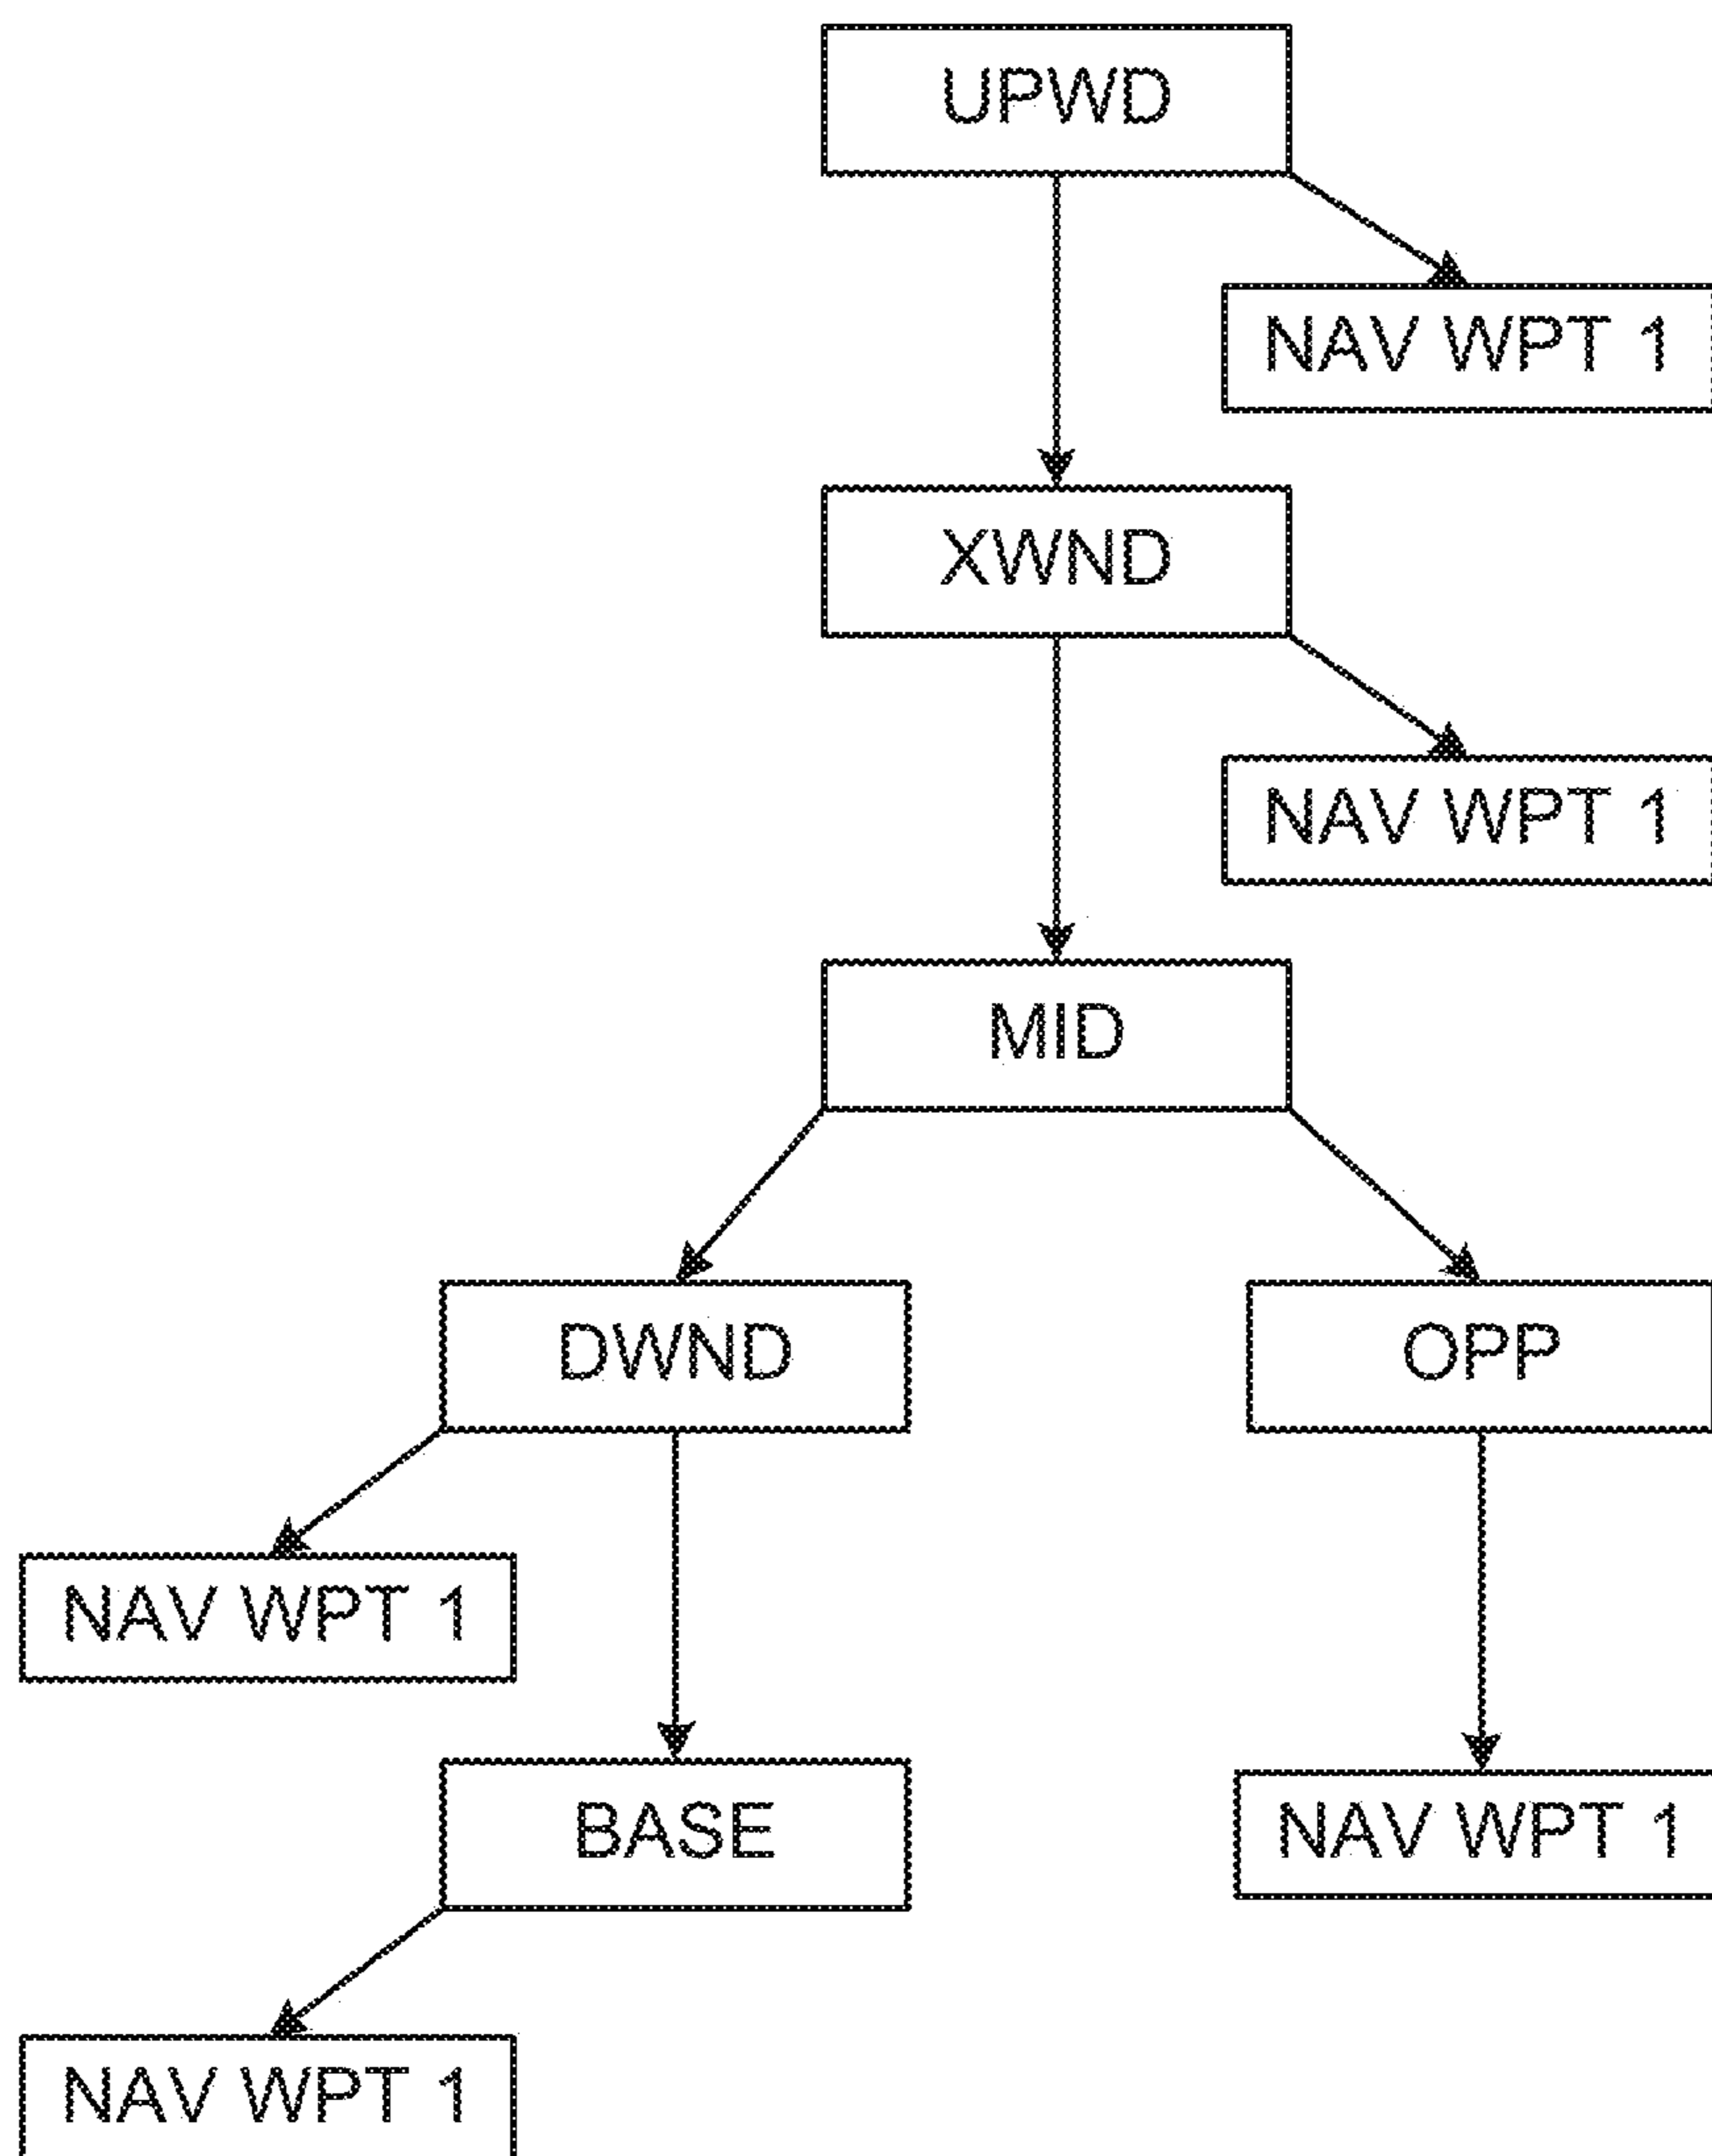 UPWD
NAV WPT 1
XWND
NAV WPT 1
MID
DWND
OPP
NAV WPT 1
BASE
NAV WPT 1
NAV WPT 1